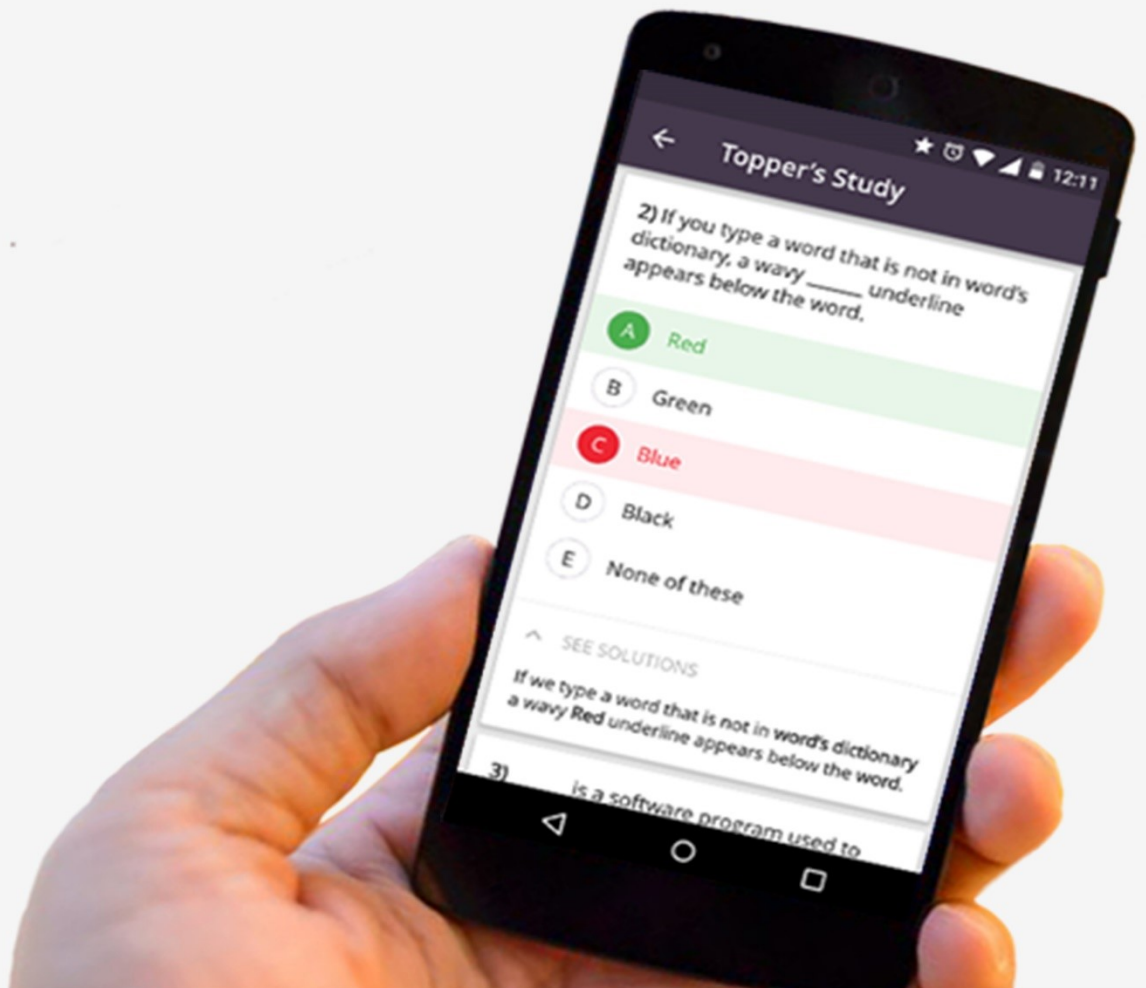 12:11
Topper's Study
2) If you type a word that is not in word's
dictionary, a wavy ______ underline
appears below the word.
A Red
B Green
C Blue
D Black
E None of these
SEE SOLUTIONS
If we type a word that is not in word's dictionary
a wavy Red underline appears below the word.
3) ______ is a software program used to